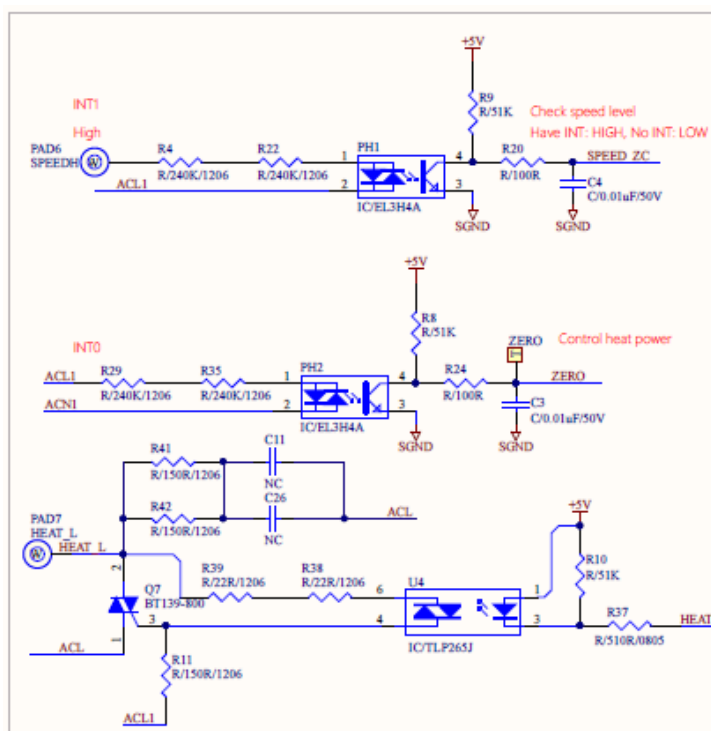 +5V
INT1
High
PAD6
SPEEDH
W
R4
R/240K/1206
R22
R/240K/1206
ACL1
PH1
1
2
4
3
IC/EL3H4A
R9
R/51K
Check speed level
Have INT: HIGH, No INT: LOW
R20
R/100R
SPEED_ZC
C4
C/0.01uF/50V
SGND
SGND
+5V
INT0
R8
R/51K
ZERO
Control heat power
ACL1
R29
R/240K/1206
R35
R/240K/1206
ACN1
PH2
1
2
4
3
IC/EL3H4A
R24
R/100R
ZERO
C3
C/0.01uF/50V
SGND
SGND
R41
R/150R/1206
C11
NC
R42
R/150R/1206
C26
NC
ACL
PAD7
HEAT_L
W
HEAT_L
2
Q7
BT139-800
1
3
ACL
R39
R/22R/1206
R38
R/22R/1206
U4
6
4
1
3
IC/TLP265J
+5V
R10
R/51K
R37
R/510R/0805
HEAT
R11
R/150R/1206
ACL1